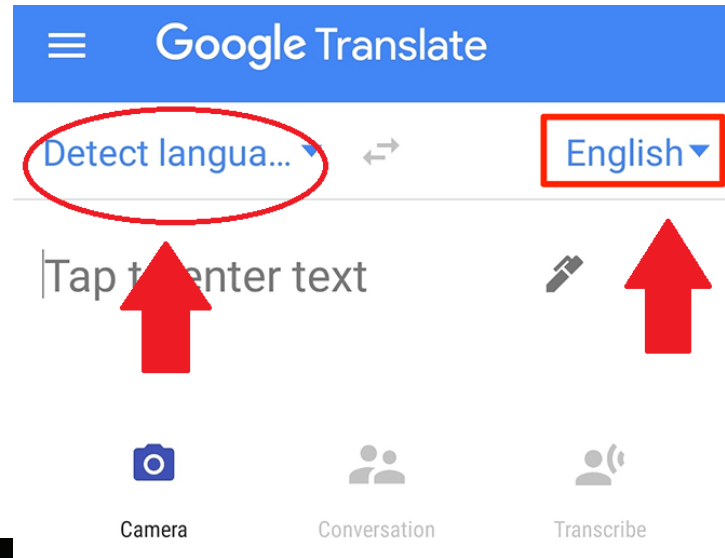 Google Translate
Detect langua... English
Tap to enter text
Camera Conversation Transcribe